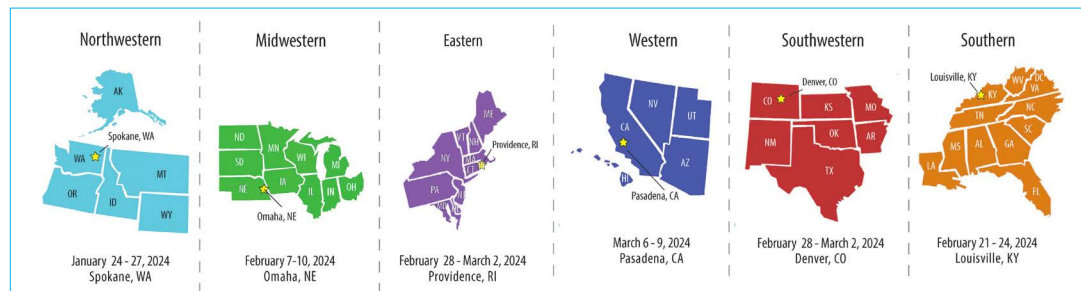 Northwestern
AK
Spokane, WA
WA
MT
OR
ID
WY
January 24 - 27, 2024
Spokane, WA
Midwestern
ND
MN
SD
WI
MI
NE
IA
IL
IN
OH
Omaha, NE
February 7-10, 2024
Omaha, NE
Eastern
ME
VT
NH
NY
MA
Providence, RI
CT
PA
February 28 - March 2, 2024
Providence, RI
Western
NV
UT
CA
AZ
HI
Pasadena, CA
March 6 - 9, 2024
Pasadena, CA
Southwestern
Denver, CO
CO
KS
MO
OK
AR
NM
TX
February 28 - March 2, 2024
Denver, CO
Southern
Louisville, KY
WV
DC
KY
VA
TN
NC
SC
MS
AL
GA
LA
FL
February 21 - 24, 2024
Louisville, KY